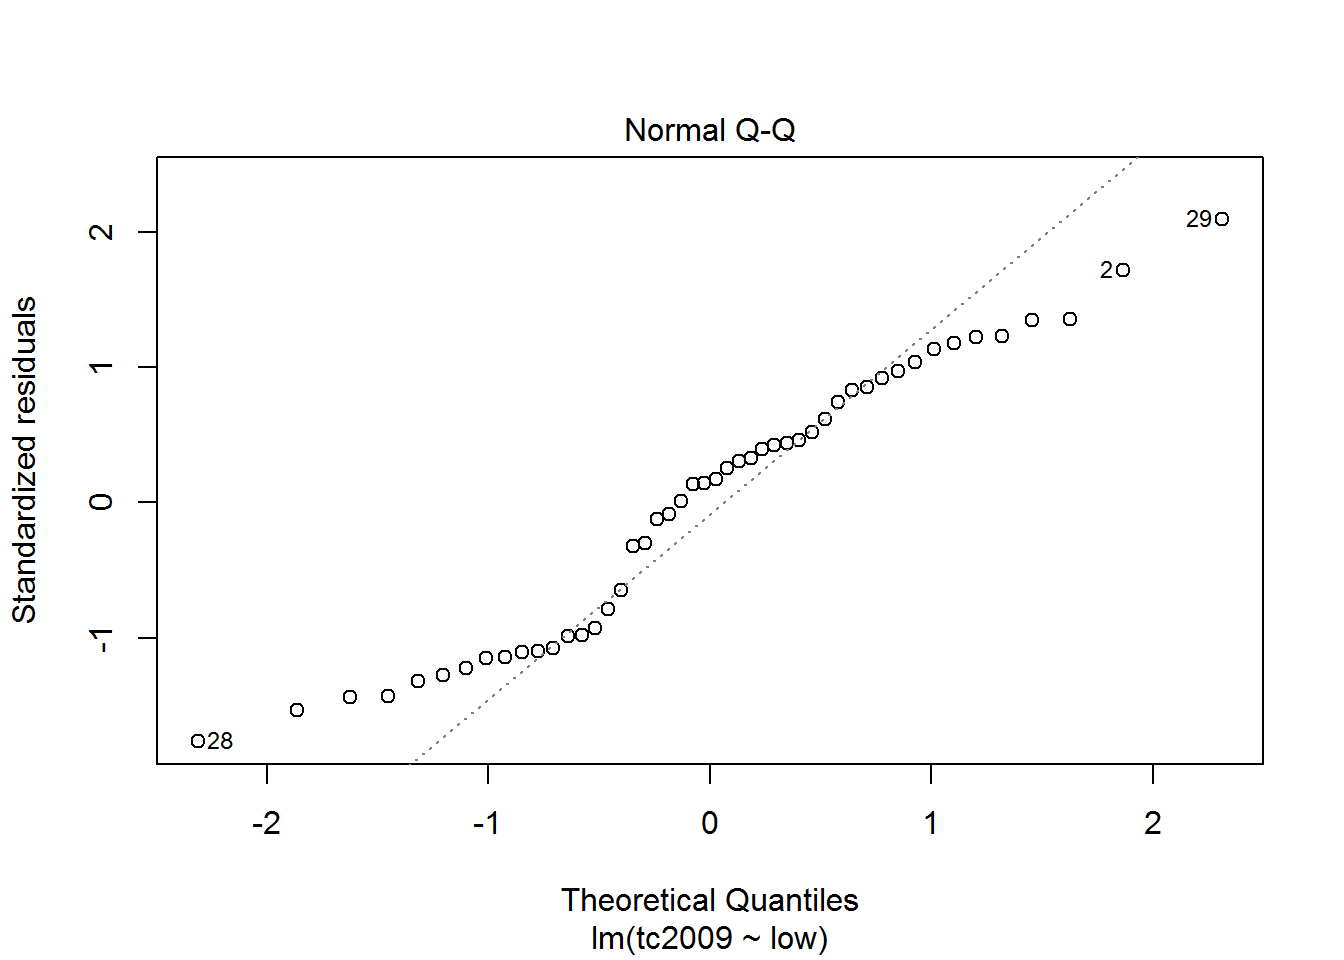 Normal Q-Q
Standardized residuals
2
1
0
-1
29
2
28
-2 -1 0 1 2
Theoretical Quantiles
lm(tc2009 ~ low)